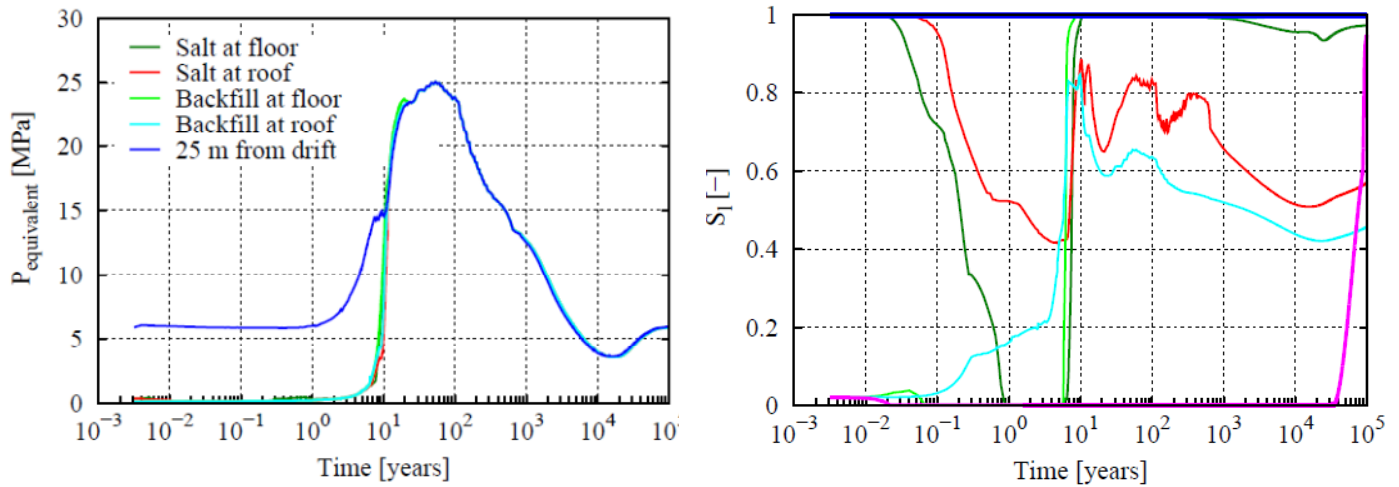 30
25
20
15
10
5
0
P_equivalent [MPa]
Salt at floor
Salt at roof
Backfill at floor
Backfill at roof
25 m from drift
10⁻³ 10⁻² 10⁻¹ 10⁰ 10¹ 10² 10³ 10⁴ 10
Time [years]
1
0.8
0.6
0.4
0.2
0
S_l [−]
10⁻³ 10⁻² 10⁻¹ 10⁰ 10¹ 10² 10³ 10⁴ 10⁵
Time [years]